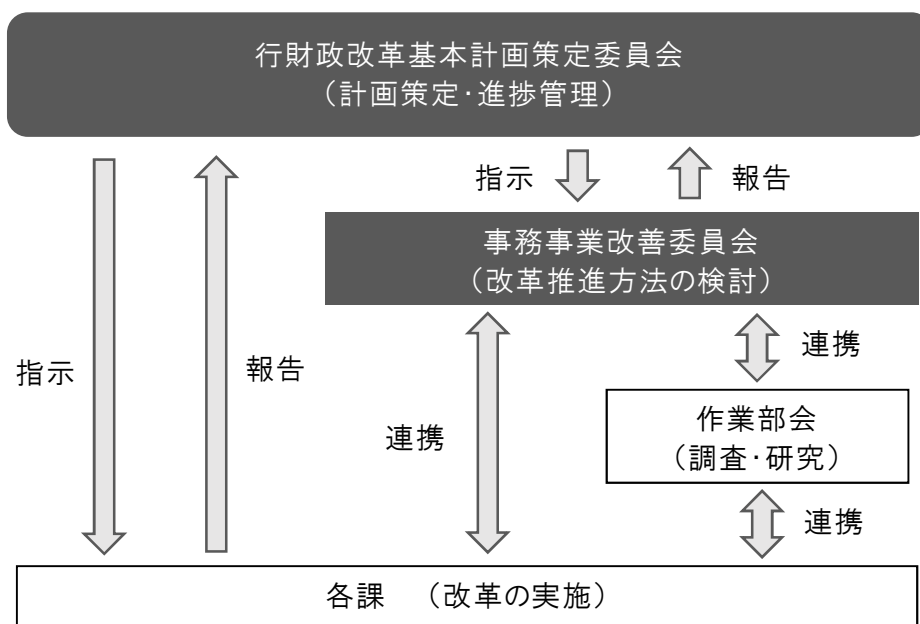 行財政改革基本計画策定委員会
（計画策定･進捗管理）
指示
報告
事務事業改善委員会
（改革推進方法の検討）
指示
報告
連携
連携
作業部会
（調査･研究）
連携
各課　（改革の実施）